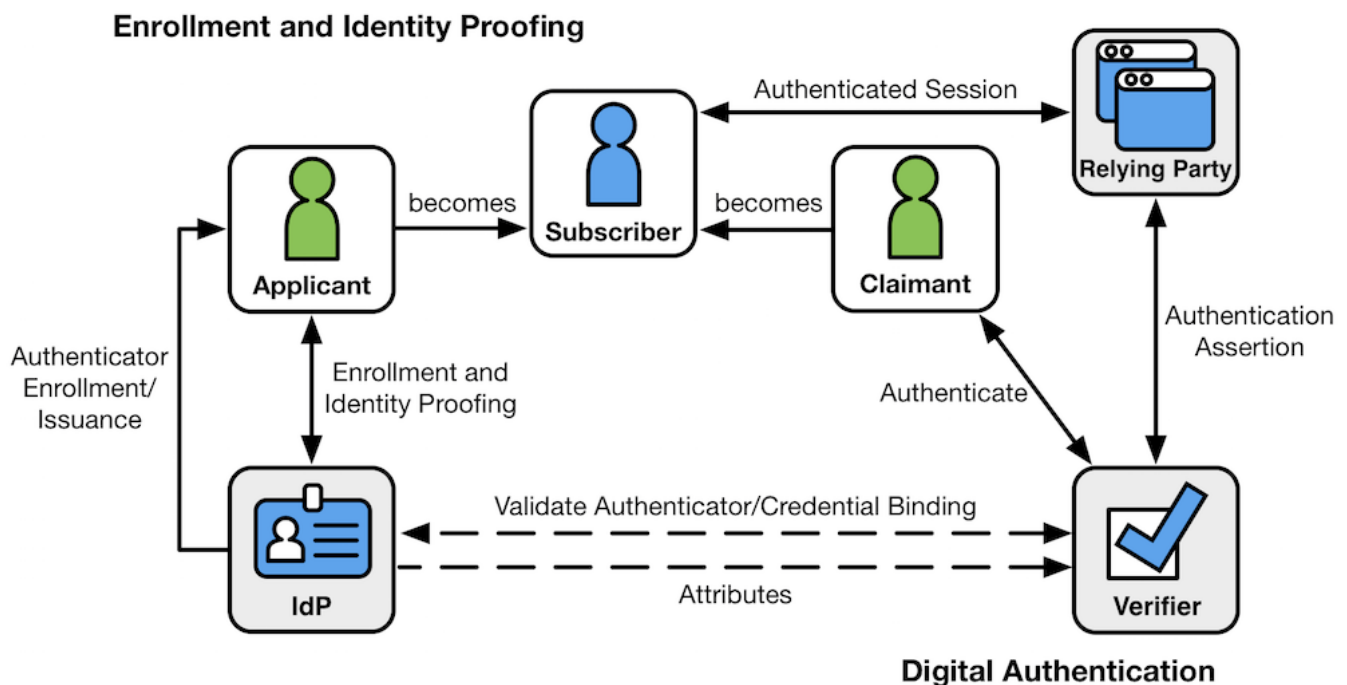 Enrollment and Identity Proofing
Authenticated Session
Relying Party
becomes
Subscriber
becomes
Applicant
Claimant
Authenticator
Enrollment/
Issuance
Enrollment and
Identity Proofing
Authenticate
Authentication
Assertion
Validate Authenticator/Credential Binding
Attributes
IdP
Verifier
Digital Authentication